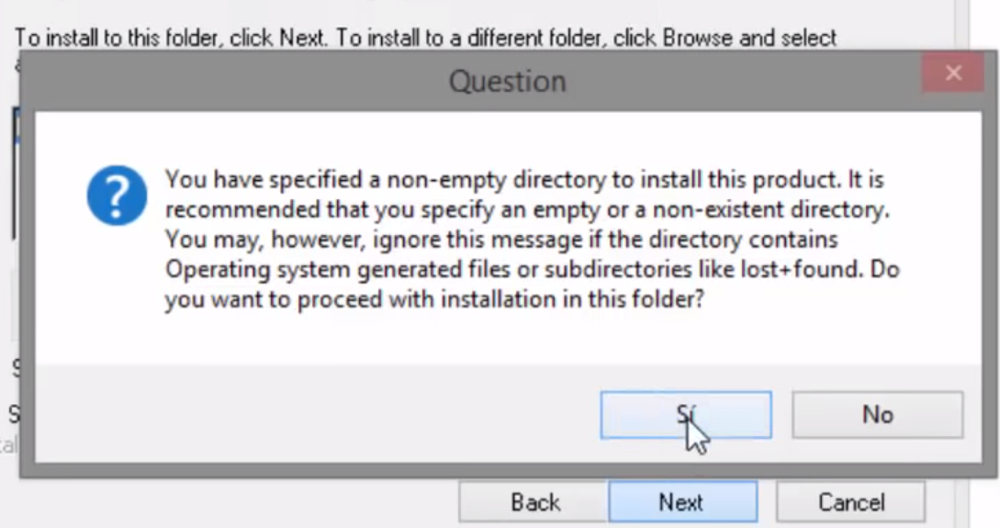 To install to this folder, click Next. To install to a different folder, click Browse and select
Question
You have specified a non-empty directory to install this product. It is
recommended that you specify an empty or a non-existent directory.
You may, however, ignore this message if the directory contains
Operating system generated files or subdirectories like lost+found. Do
you want to proceed with installation in this folder?
Sí
No
Back
Next
Cancel